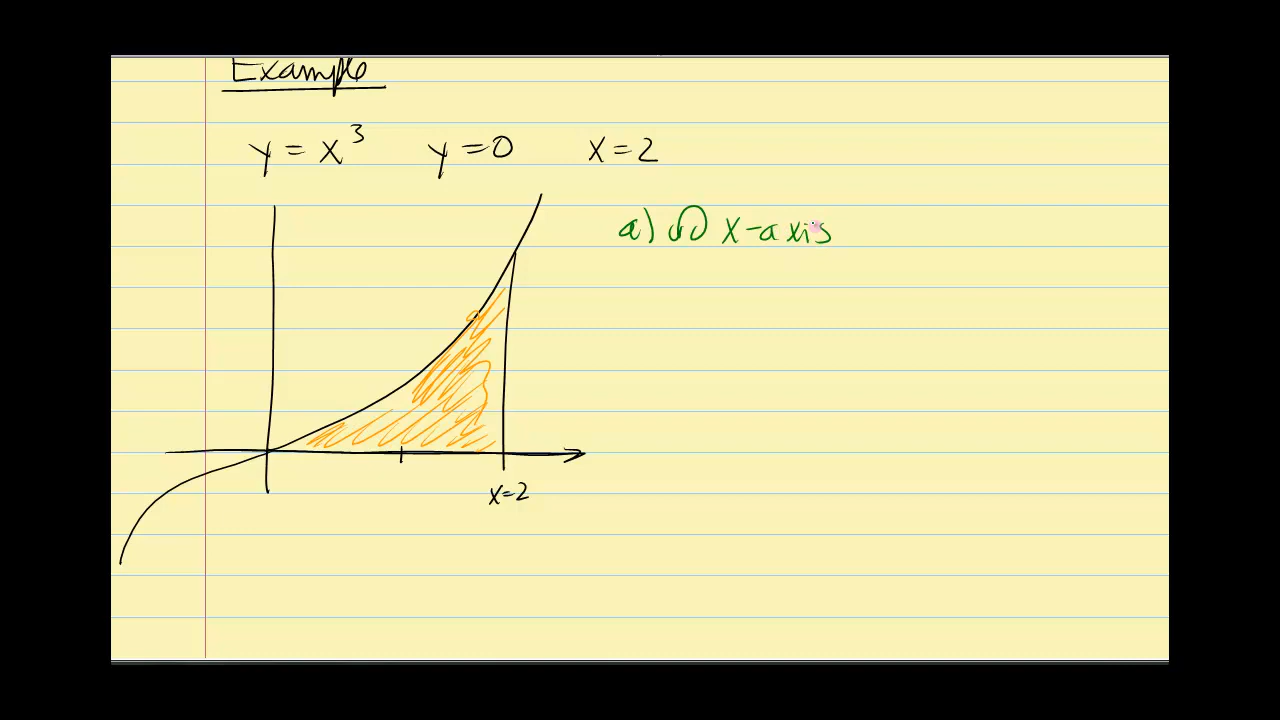 Example
y = x³ y = 0 x = 2
a) x-axis
x=2